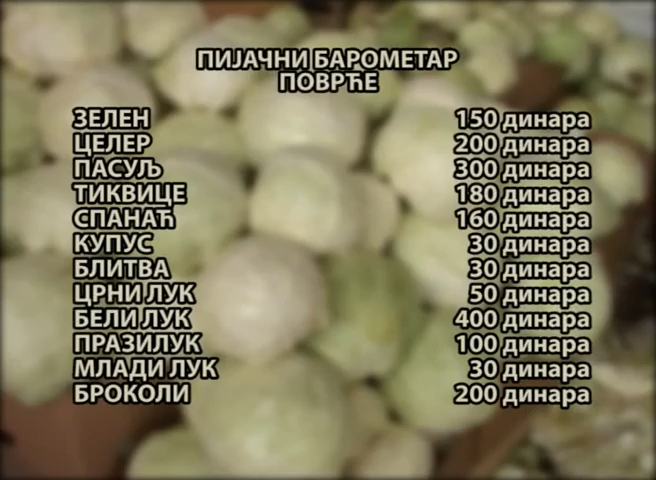 ПИЈАЧНИ БАРОМЕТАР
ПОВРЋЕ
ЗЕЛЕН 150 динара
ЦЕЛЕР 200 динара
ПАСУЉ 300 динара
ТИКВИЦЕ 180 динара
СПАНАЋ 160 динара
КУПУС 30 динара
БЛИТВА 30 динара
ЦРНИ ЛУК 50 динара
БЕЛИ ЛУК 400 динара
ПРАЗИЛУК 100 динара
МЛАДИ ЛУК 30 динара
БРОКОЛИ 200 динара